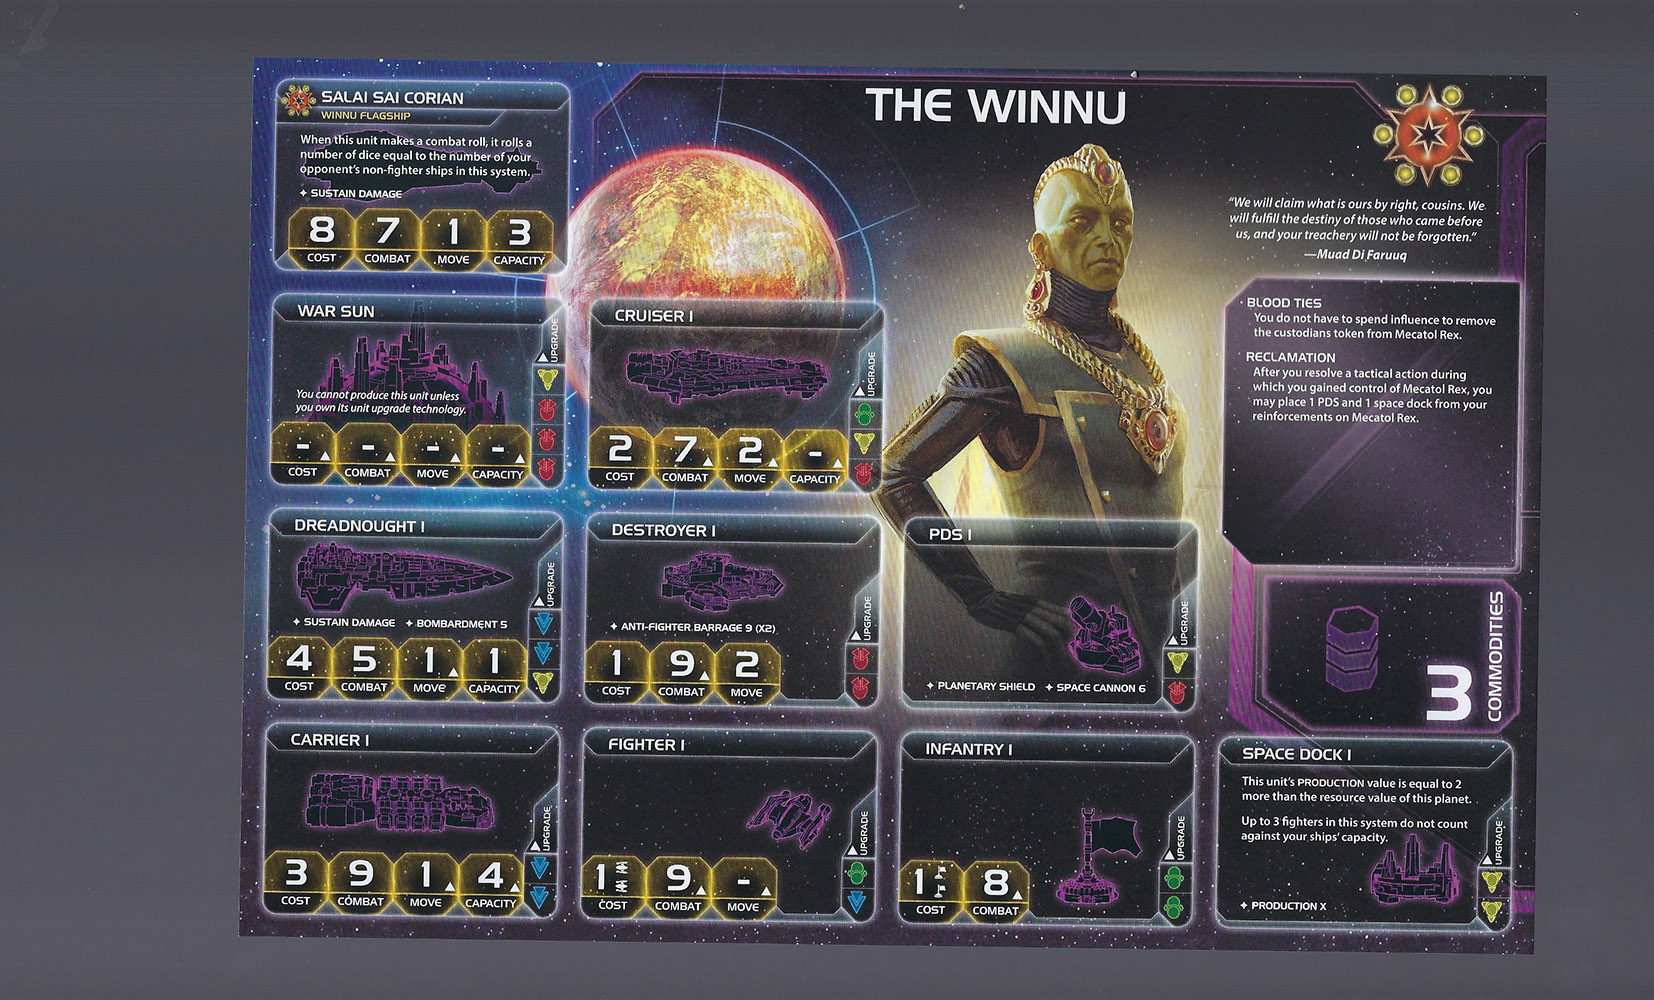 THE WINNU
SALAI SAI CORIAN
WINNU FLAGSHIP
When this unit makes a combat roll, it rolls a
number of dice equal to the number of your
opponent's non-fighter ships in this system.
SUSTAIN DAMAGE
8 7 1 3
COST COMBAT MOVE CAPACITY
"We will claim what is ours by right, cousins. We
will fulfill the destiny of those who came before
us, and your treachery will not be forgotten."
—Muad Di Faruuq
BLOOD TIES
You do not have to spend influence to remove
the custodians token from Mecatol Rex.
RECLAMATION
After you resolve a tactical action during
which you gained control of Mecatol Rex, you
may place 1 PDS and 1 space dock from your
reinforcements on Mecatol Rex.
WAR SUN
You cannot produce this unit unless
you own its unit upgrade technology.
UPGRADE
- - - -
COST COMBAT MOVE CAPACITY
CRUISER I
UPGRADE
2 7 2 -
COST COMBAT MOVE CAPACITY
DREADNOUGHT I
UPGRADE
SUSTAIN DAMAGE BOMBARDMENT 5
4 5 1 1
COST COMBAT MOVE CAPACITY
DESTROYER I
UPGRADE
ANTI-FIGHTER BARRAGE 9 (X2)
1 9 2
COST COMBAT MOVE
PDS I
UPGRADE
PLANETARY SHIELD SPACE CANNON 6
3
COMMODITIES
CARRIER I
UPGRADE
3 9 1 4
COST COMBAT MOVE CAPACITY
FIGHTER I
UPGRADE
1 9 -
COST COMBAT MOVE
INFANTRY I
UPGRADE
1 8
COST COMBAT
SPACE DOCK I
This unit's PRODUCTION value is equal to 2
more than the resource value of this planet.
Up to 3 fighters in this system do not count
against your ships' capacity.
UPGRADE
PRODUCTION X